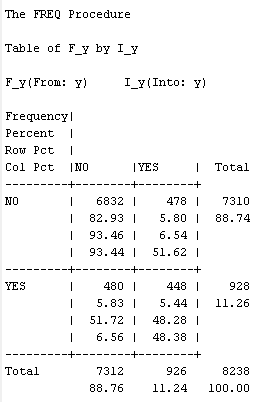 The FREQ Procedure
Table of F_y by I_y
F_y(From: y)     I_y(Into: y)
Frequency|
Percent  |
Row Pct  |
Col Pct  |NO      |YES     |  Total
---------+--------+--------+
NO       |   6832 |    478 |   7310
         |  82.93 |   5.80 |  88.74
         |  93.46 |   6.54 |
         |  93.44 |  51.62 |
---------+--------+--------+
YES      |    480 |    448 |    928
         |   5.83 |   5.44 |  11.26
         |  51.72 |  48.28 |
         |   6.56 |  48.38 |
---------+--------+--------+
Total        7312      926     8238
            88.76    11.24   100.00